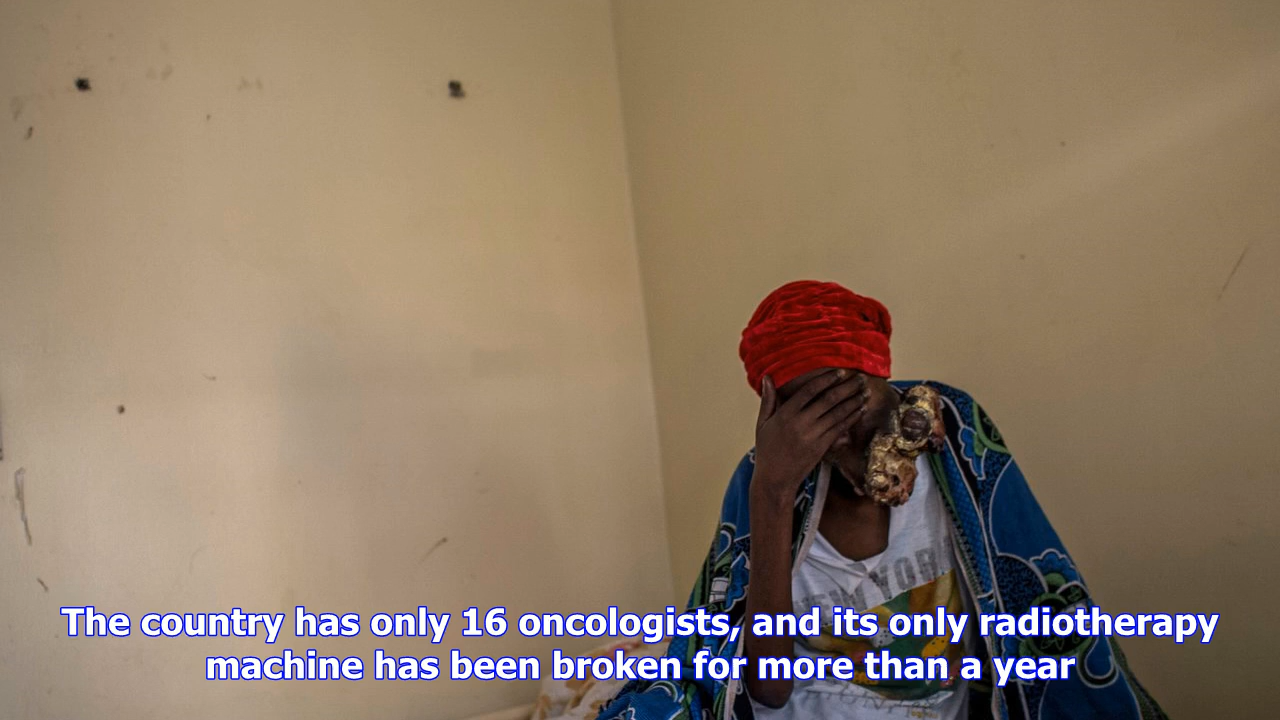 The country has only 16 oncologists, and its only radiotherapy
machine has been broken for more than a year